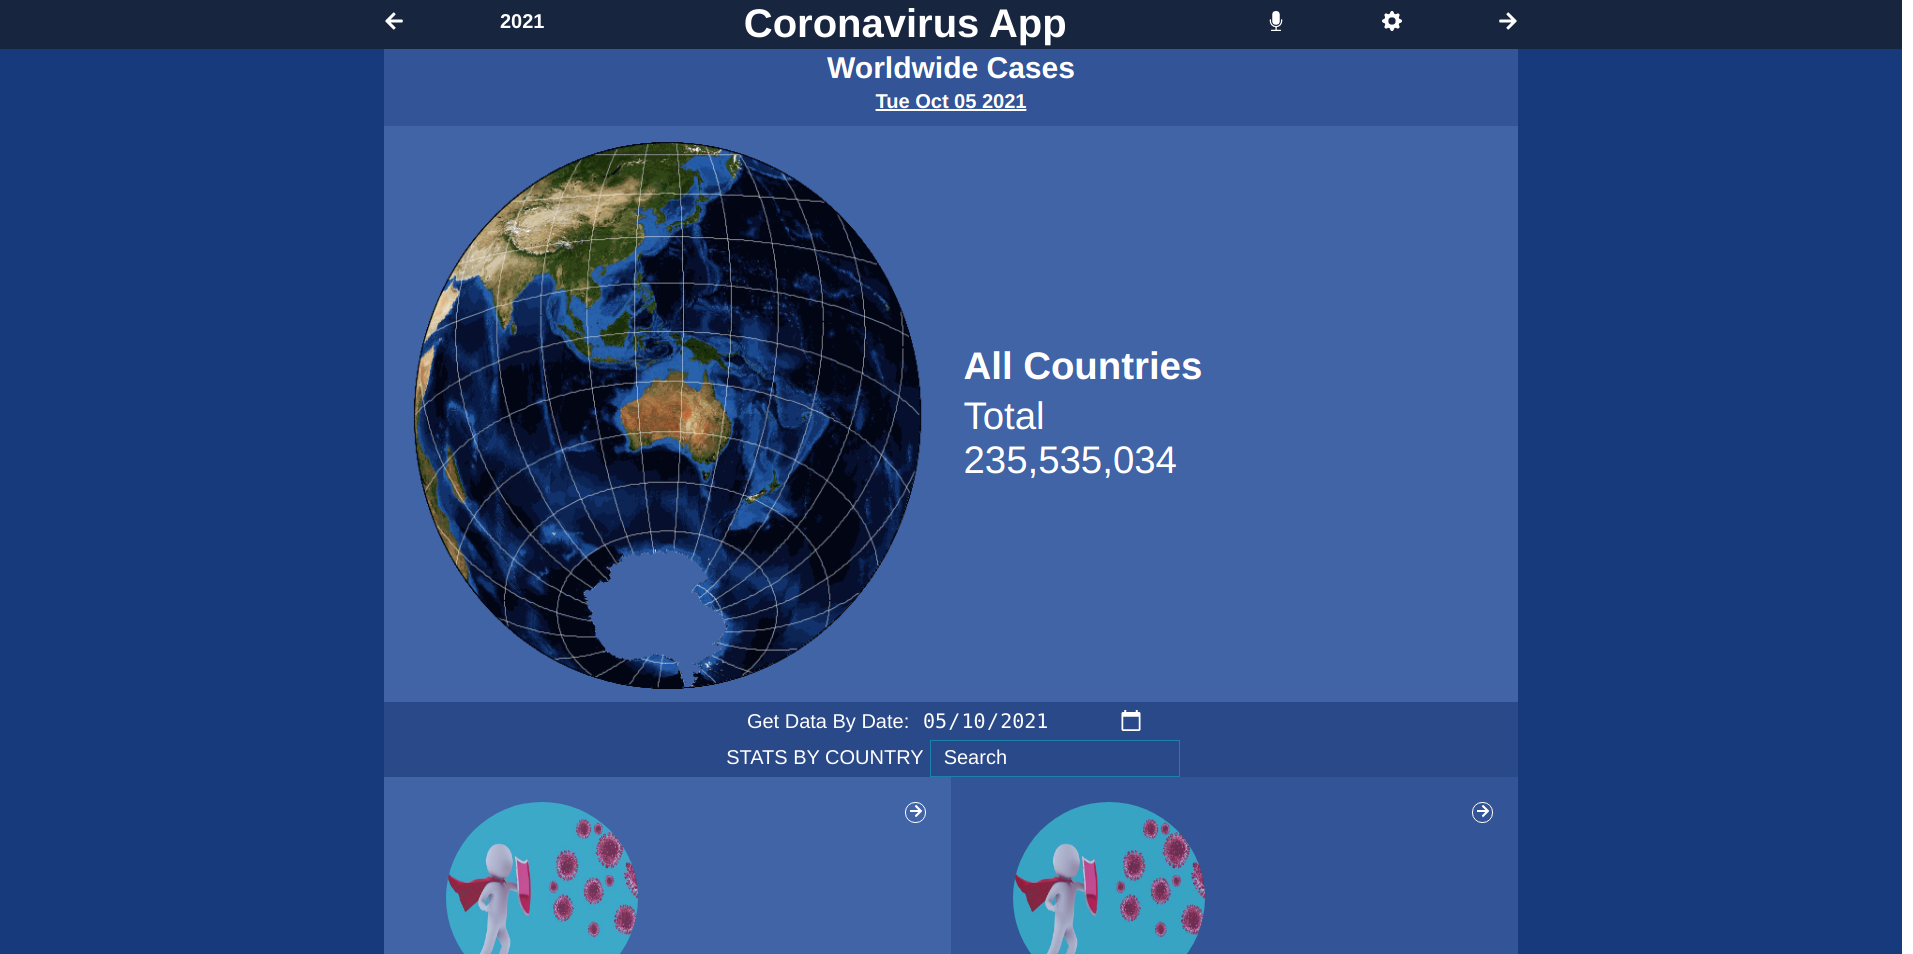 2021
Coronavirus App
Worldwide Cases
Tue Oct 05 2021
All Countries
Total
235,535,034
Get Data By Date: 05/10/2021
STATS BY COUNTRY Search